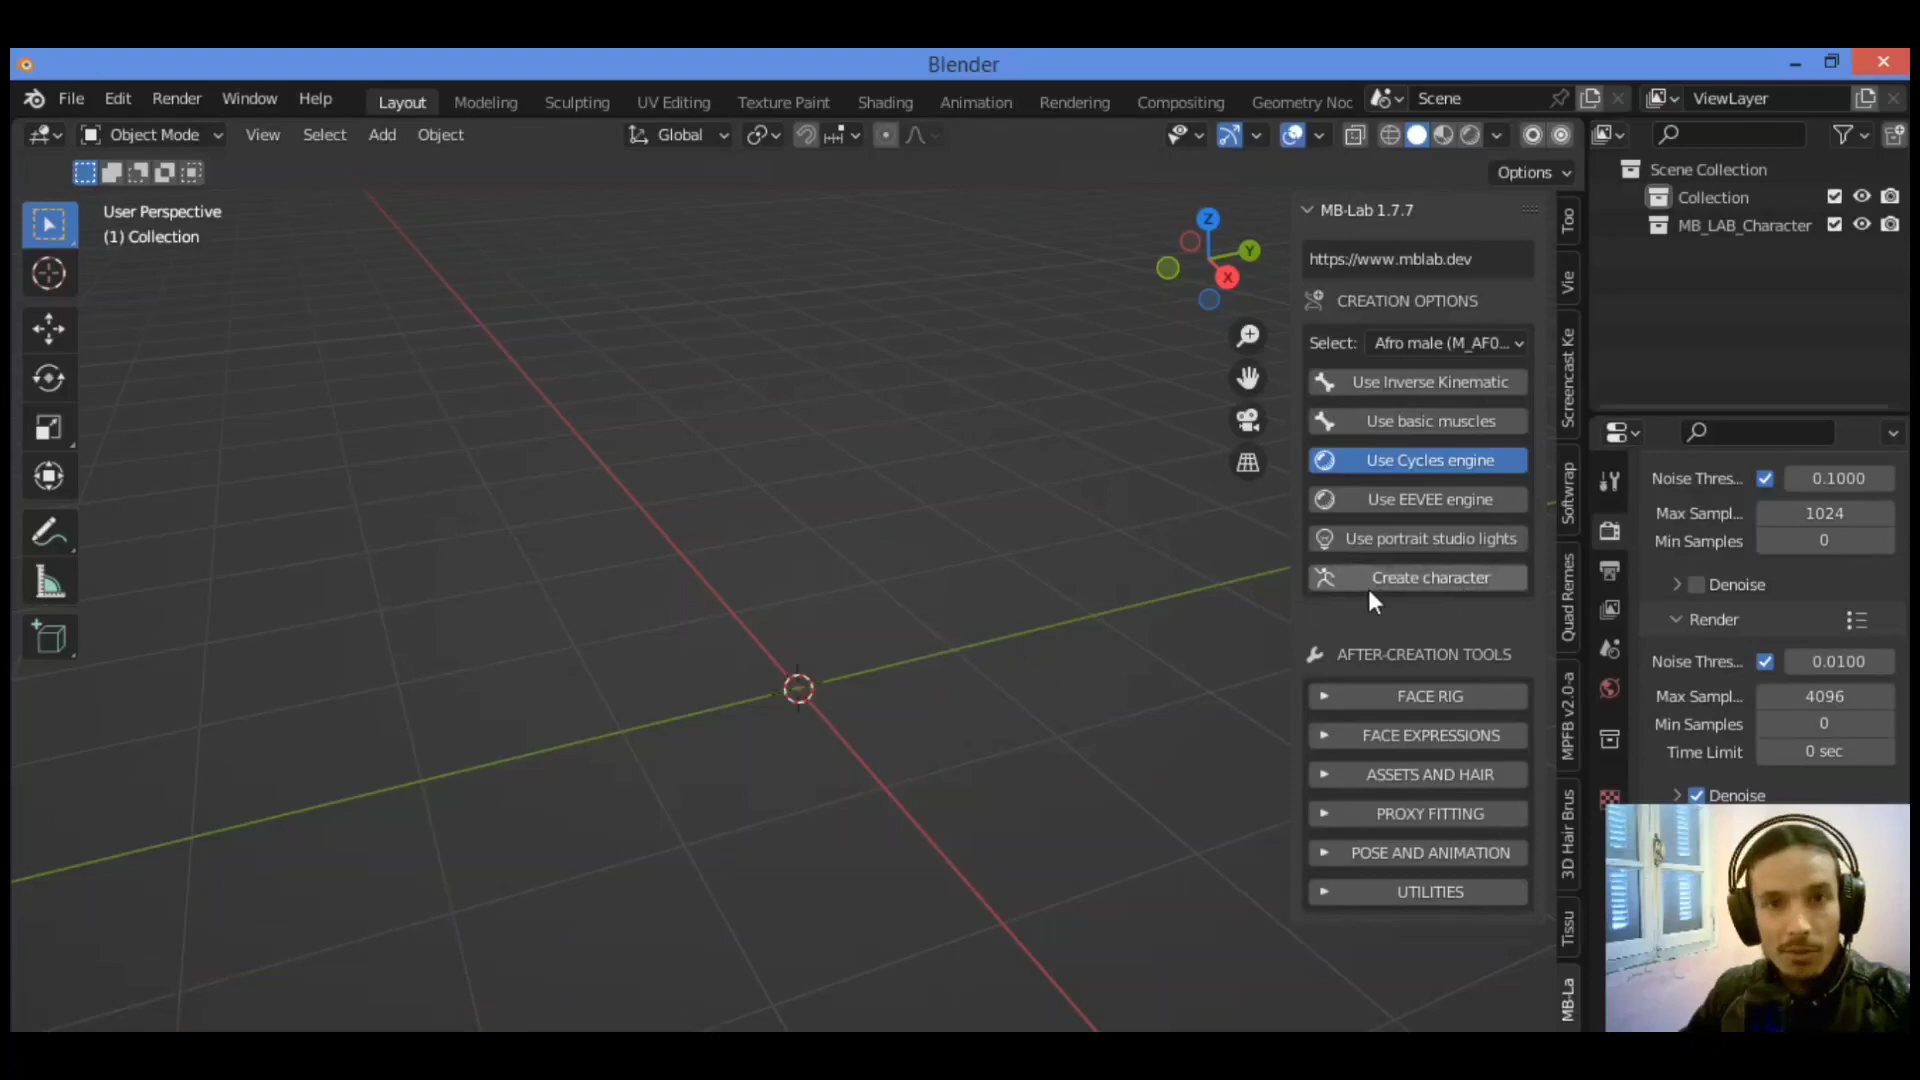 Blender
File Edit Render Window Help
Layout Modeling Sculpting UV Editing Texture Paint Shading Animation Rendering Compositing Geometry Noc
Scene
ViewLayer
Object Mode View Select Add Object
Global
Options
User Perspective
(1) Collection
Z
Y
X
MB-Lab 1.7.7
https://www.mblab.dev
CREATION OPTIONS
Select: Afro male (M_AF0...
Use Inverse Kinematic
Use basic muscles
Use Cycles engine
Use EEVEE engine
Use portrait studio lights
Create character
AFTER-CREATION TOOLS
FACE RIG
FACE EXPRESSIONS
ASSETS AND HAIR
PROXY FITTING
POSE AND ANIMATION
UTILITIES
Too
Vie
Screencast Ke
Softwrap
Quad Remes
MPFB v2.0-a
3D Hair Brus
Tissu
MB-La
Scene Collection
Collection
MB_LAB_Character
Noise Thres... 0.1000
Max Sampl... 1024
Min Samples 0
Denoise
Render
Noise Thres... 0.0100
Max Sampl... 4096
Min Samples 0
Time Limit 0 sec
Denoise